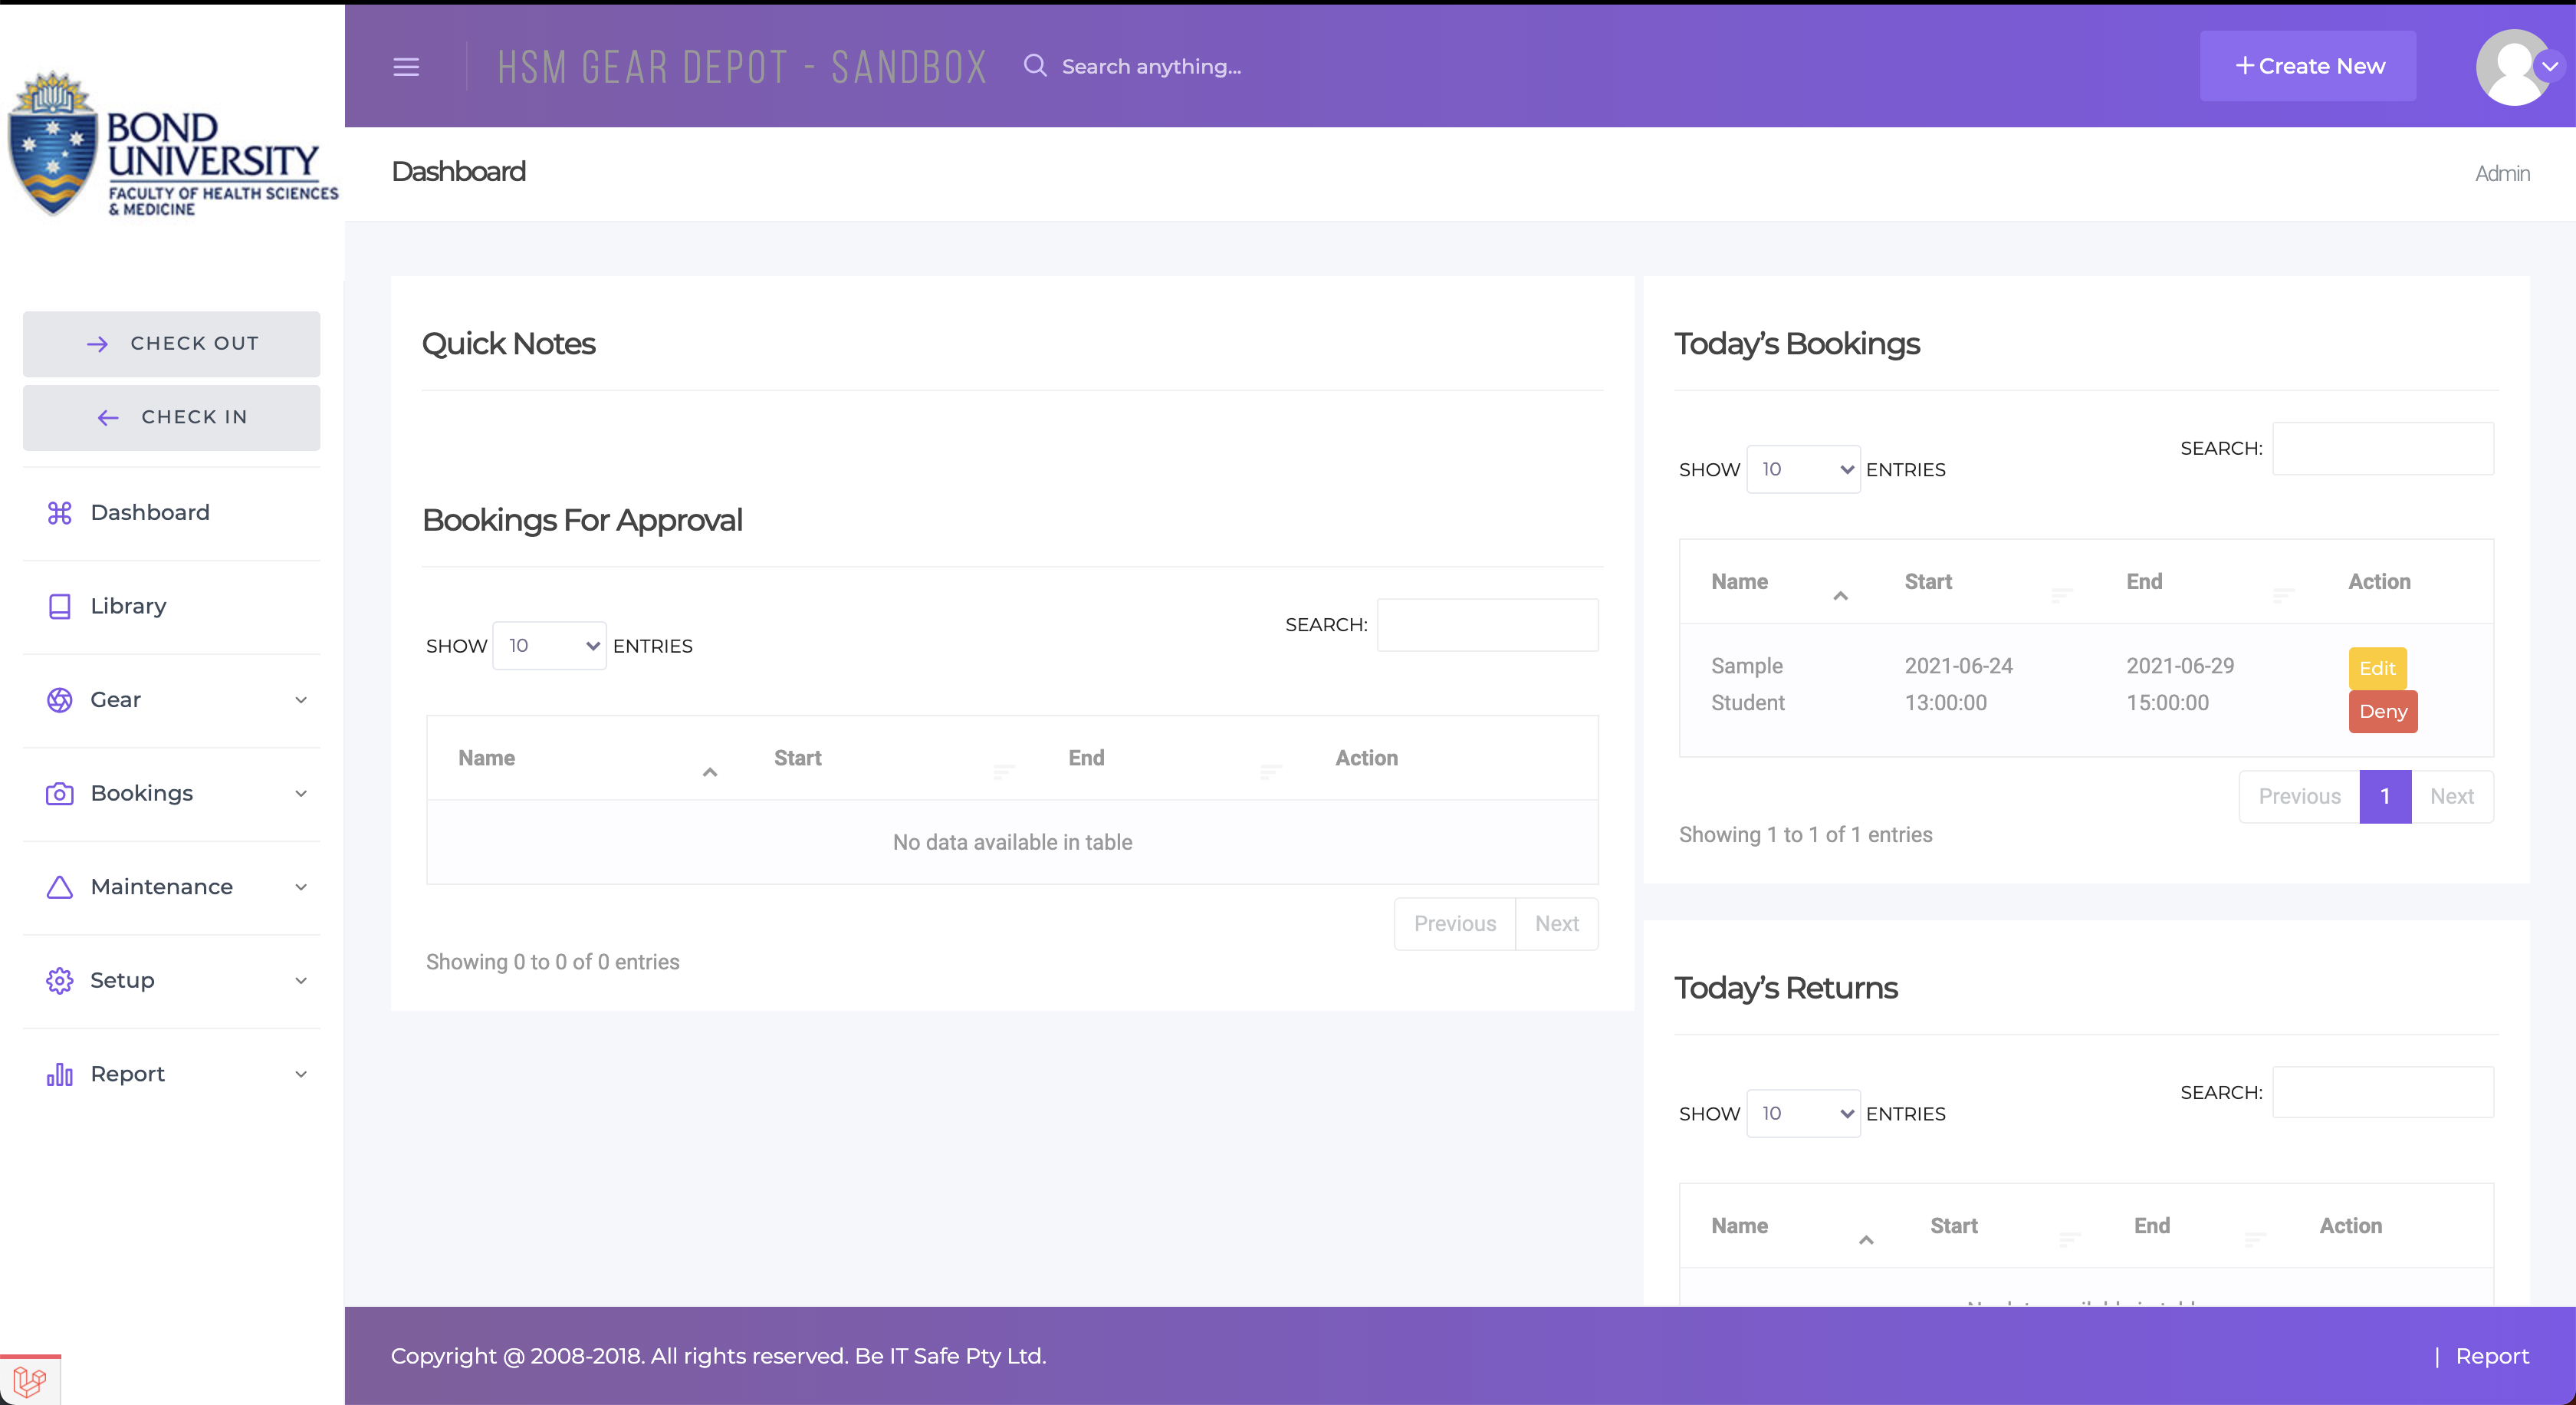 BOND
UNIVERSITY
FACULTY OF HEALTH SCIENCES
& MEDICINE
HSM GEAR DEPOT - SANDBOX
Search anything...
+Create New
Dashboard
Admin
CHECK OUT
CHECK IN
Dashboard
Library
Gear
Bookings
Maintenance
Setup
Report
Quick Notes
Bookings For Approval
SHOW 10 ENTRIES
SEARCH:
Name Start End Action
No data available in table
Previous Next
Showing 0 to 0 of 0 entries
Today's Bookings
SHOW 10 ENTRIES
SEARCH:
Name Start End Action
Sample 2021-06-24 2021-06-29 Edit
Student 13:00:00 15:00:00 Deny
Previous 1 Next
Showing 1 to 1 of 1 entries
Today's Returns
SHOW 10 ENTRIES
SEARCH:
Name Start End Action
Copyright @ 2008-2018. All rights reserved. Be IT Safe Pty Ltd.
| Report